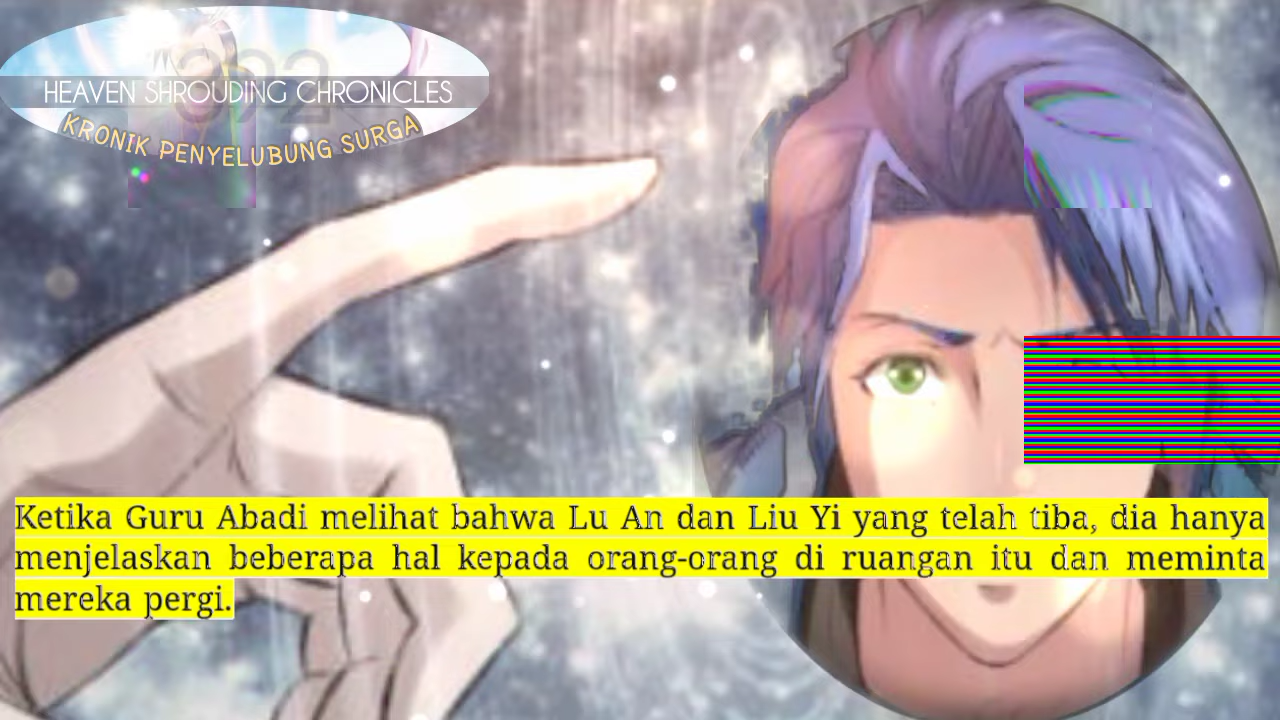 392
HEAVEN SHROUDING CHRONICLES
KRONIK PENYELUBUNG SURGA
Ketika Guru Abadi melihat bahwa Lu An dan Liu Yi yang telah tiba, dia hanya
menjelaskan beberapa hal kepada orang-orang di ruangan itu dan meminta
mereka pergi.